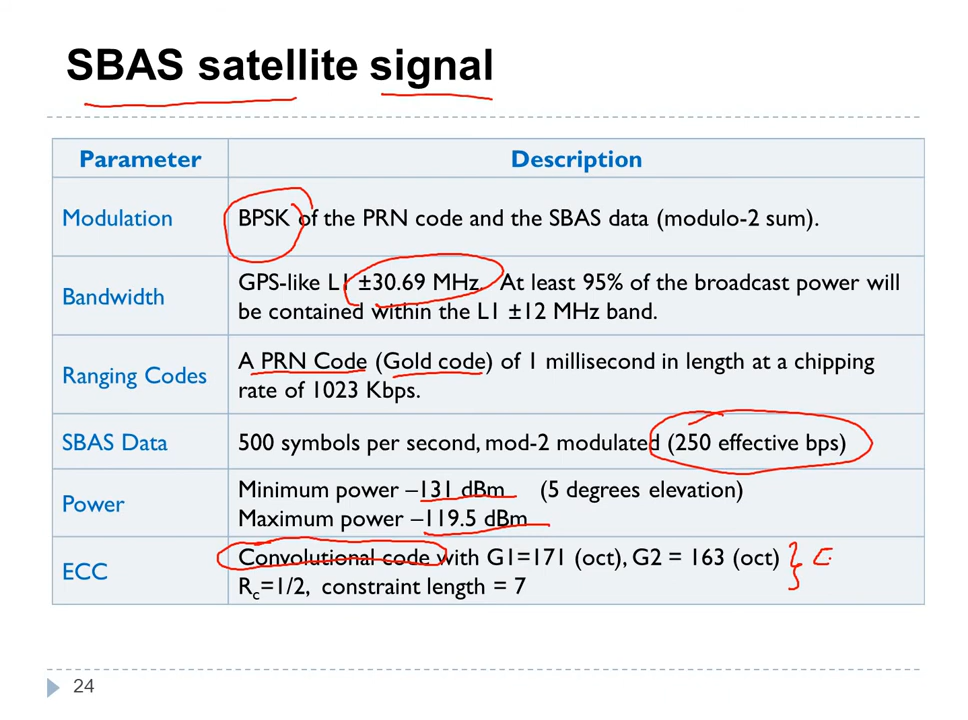 SBAS satellite signal
Parameter Description
Modulation BPSK of the PRN code and the SBAS data (modulo-2 sum).
Bandwidth GPS-like L1 ±30.69 MHz. At least 95% of the broadcast power will
be contained within the L1 ±12 MHz band.
Ranging Codes A PRN Code (Gold code) of 1 millisecond in length at a chipping
rate of 1023 Kbps.
SBAS Data 500 symbols per second, mod-2 modulated (250 effective bps)
Power Minimum power –131 dBm (5 degrees elevation)
Maximum power –119.5 dBm
ECC Convolutional code with G1=171 (oct), G2 = 163 (oct)
Rc=1/2, constraint length = 7
24